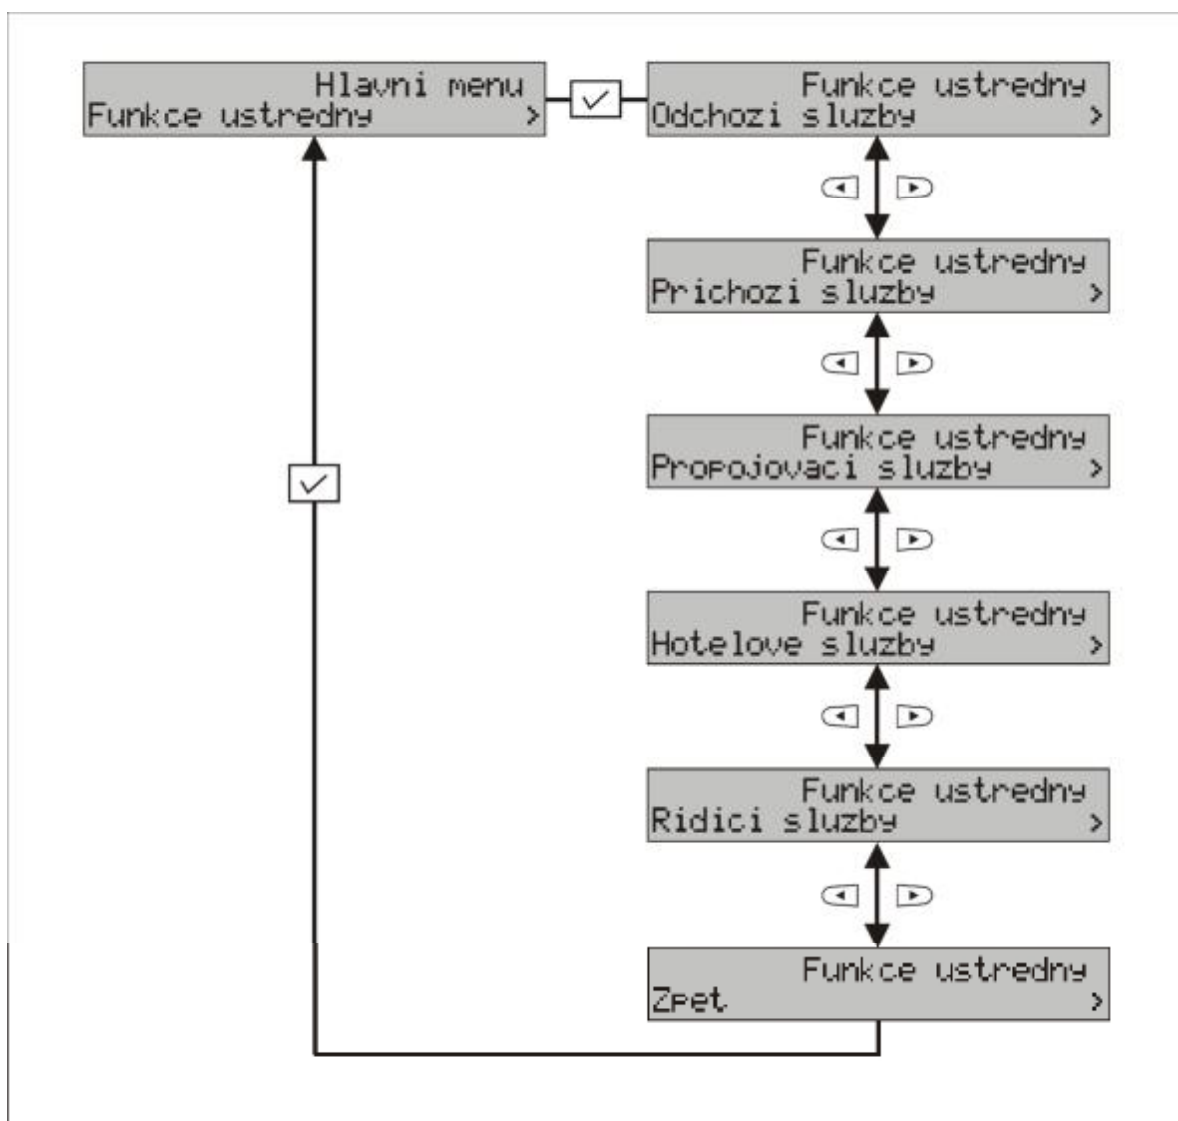 Hlavni menu
Funkce ustredny >
Funkce ustredny
Odchozi sluzby >
Funkce ustredny
Prichozi sluzby >
Funkce ustredny
Propojovaci sluzby >
Funkce ustredny
Hotelove sluzby >
Funkce ustredny
Ridici sluzby >
Funkce ustredny
Zpet >